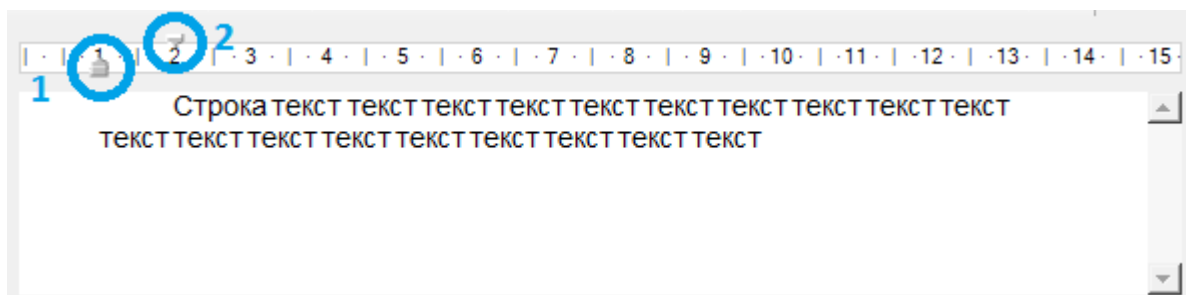 2
| · | · 1 · | · 2 · | · 3 · | · 4 · | · 5 · | · 6 · | · 7 · | · 8 · | · 9 · | · 10 · | · 11 · | · 12 · | · 13 · | · 14 · | · 15 ·
1
Строка текст текст текст текст текст текст текст текст текст текст
текст текст текст текст текст текст текст текст текст